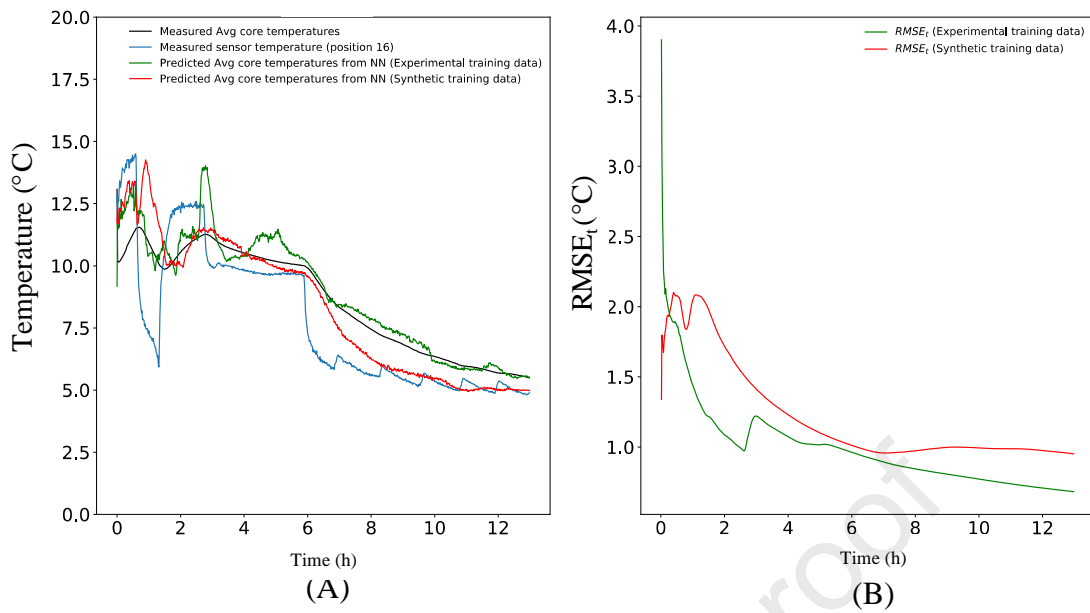 20.0
17.5
15.0
12.5
10.0
7.5
5.0
2.5
0.0
Temperature (°C)
Measured Avg core temperatures
Measured sensor temperature (position 16)
Predicted Avg core temperatures from NN (Experimental training data)
Predicted Avg core temperatures from NN (Synthetic training data)
0 2 4 6 8 10 12
Time (h)
(A)
4.0
3.5
3.0
2.5
2.0
1.5
1.0
RMSEt (°C)
RMSEt (Experimental training data)
RMSEt (Synthetic training data)
0 2 4 6 8 10 12
Time (h)
(B)
roof